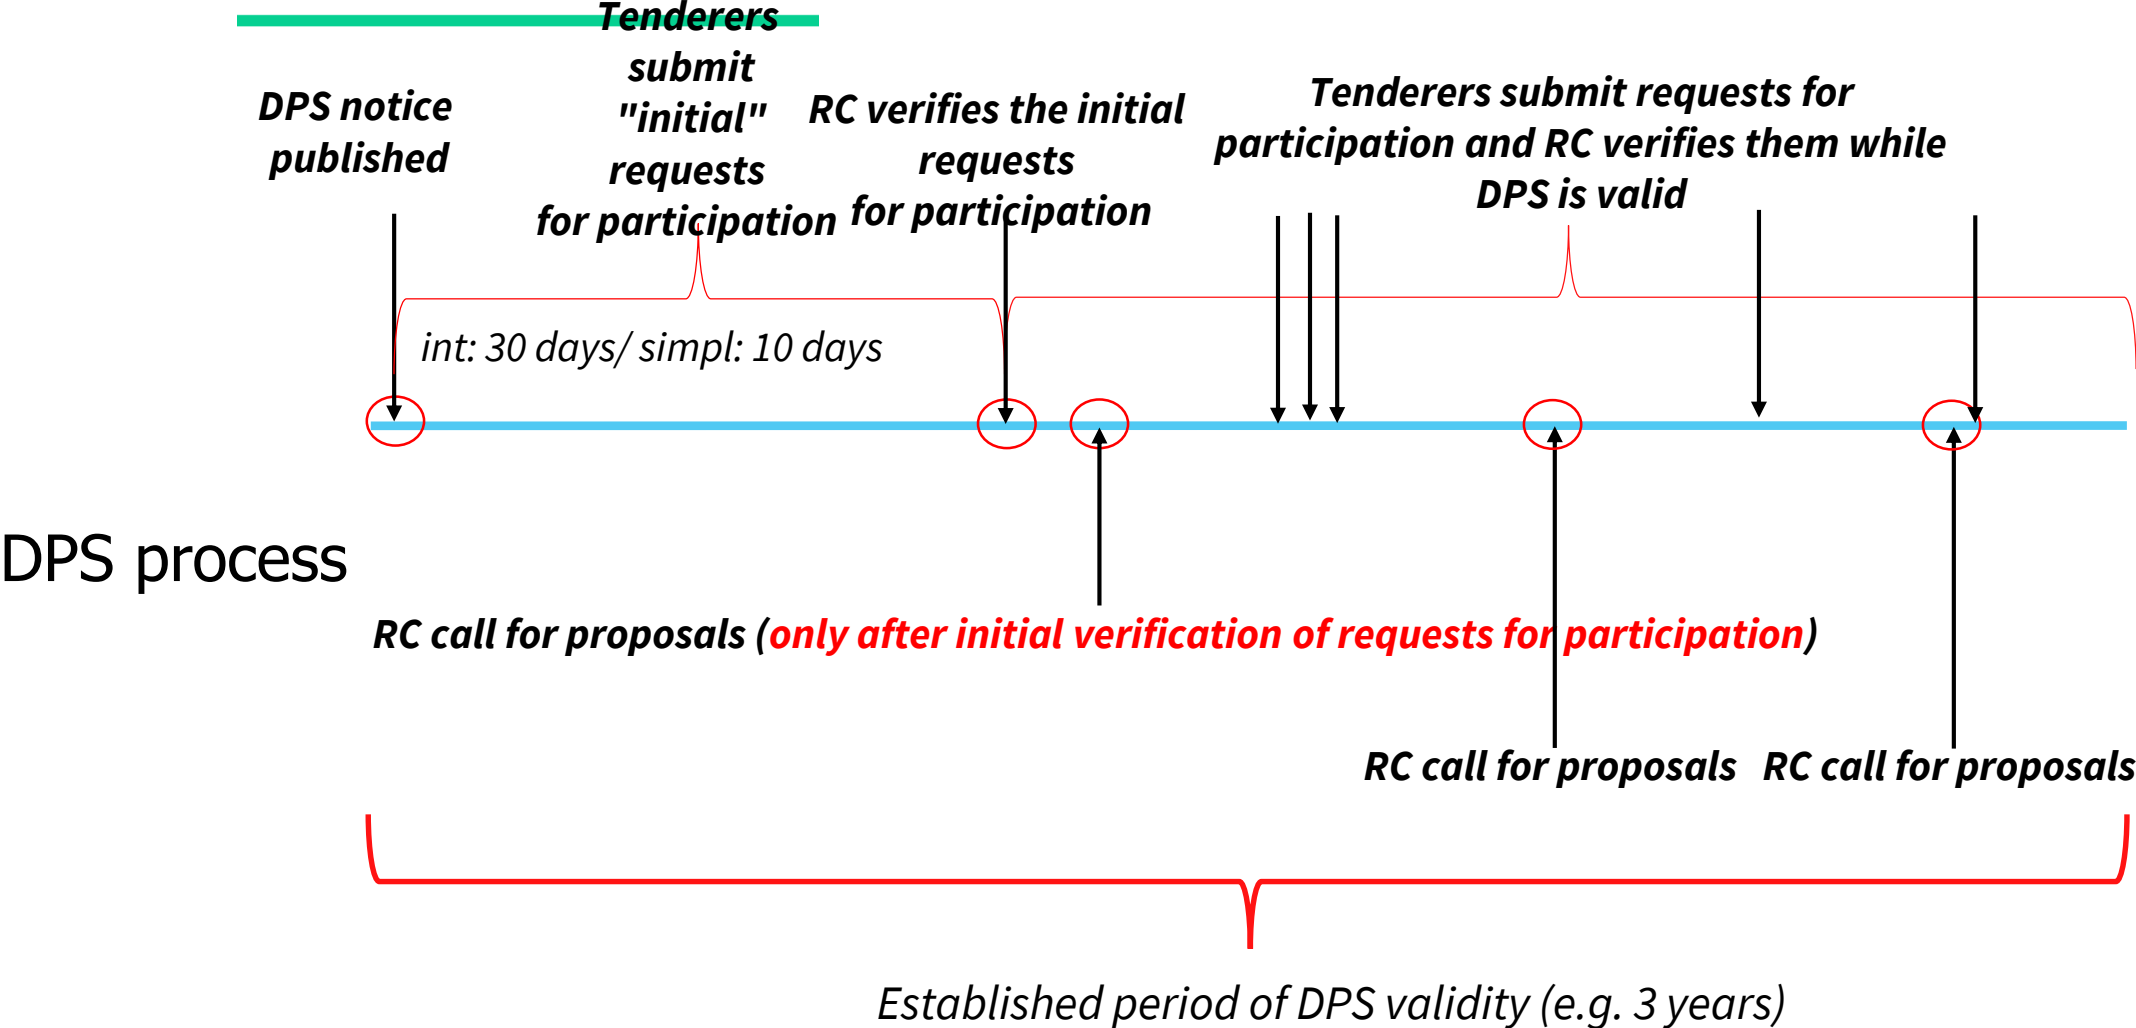 DPS notice
published
Tenderers
submit
"initial"
requests
for participation
RC verifies the initial
requests
for participation
Tenderers submit requests for
participation and RC verifies them while
DPS is valid
int: 30 days/ simpl: 10 days
DPS process
RC call for proposals (only after initial verification of requests for participation)
RC call for proposals
RC call for proposals
Established period of DPS validity (e.g. 3 years)